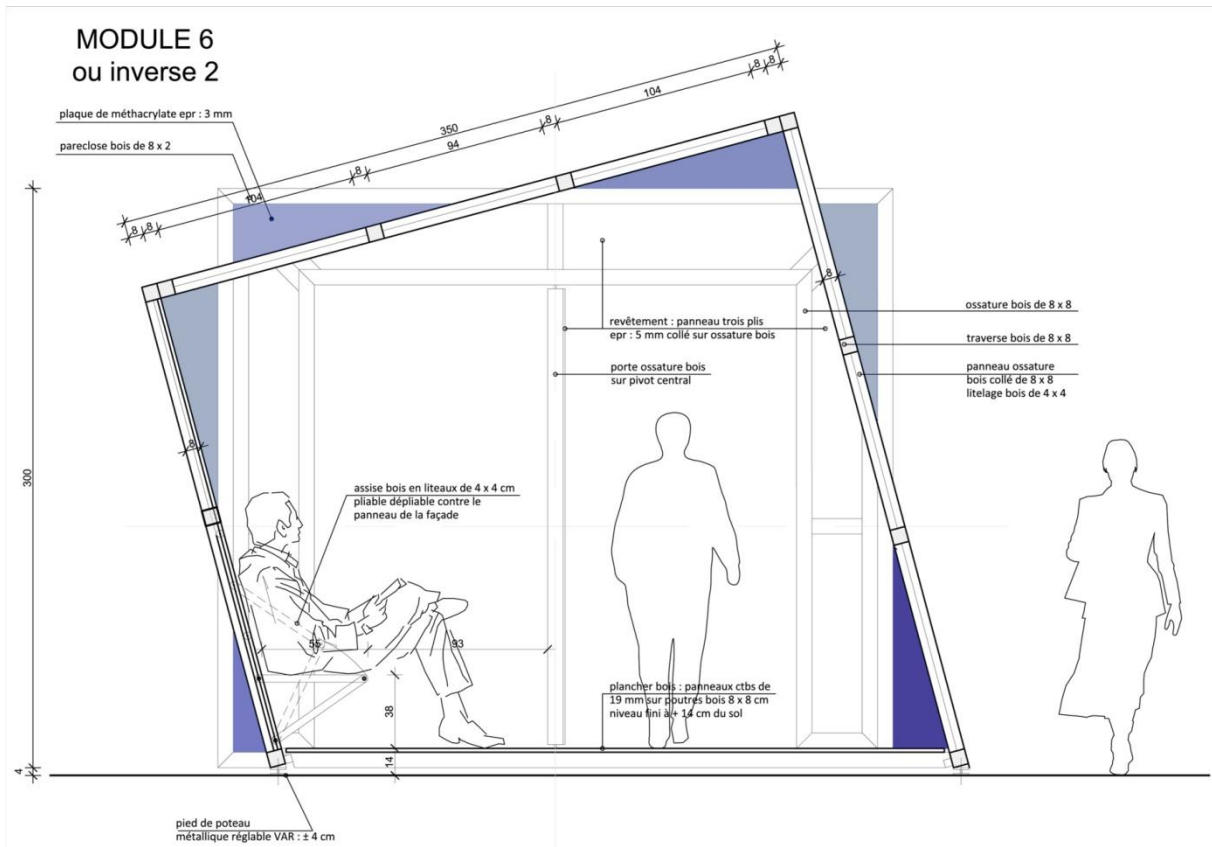 MODULE 6
ou inverse 2
plaque de méthacrylate epr : 3 mm
pareclose bois de 8 x 2
350
8
8
104
8
94
8
104
8
8
8
ossature bois de 8 x 8
traverse bois de 8 x 8
panneau ossature
bois collé de 8 x 8
litelage bois de 4 x 4
revêtement : panneau trois plis
epr : 5 mm collé sur ossature bois
porte ossature bois
sur pivot central
8
300
assise bois en liteaux de 4 x 4 cm
pliable dépliable contre le
panneau de la façade
55
93
38
plancher bois : panneaux ctbs de
19 mm sur poutres bois 8 x 8 cm
niveau fini à + 14 cm du sol
14
4
pied de poteau
métallique réglable VAR : ± 4 cm